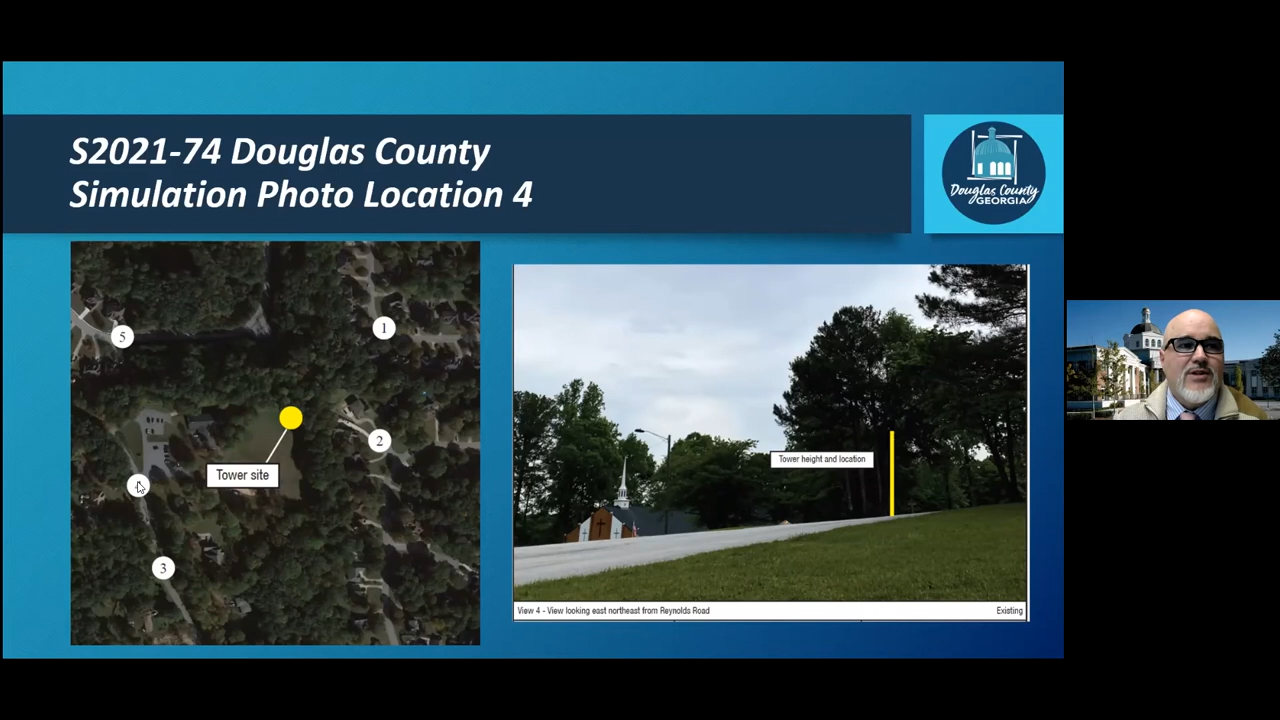 S2021-74 Douglas County
Simulation Photo Location 4
Douglas County
GEORGIA
5
1
2
Tower site
3
Tower height and location
View 4 - View looking east northeast from Reynolds Road
Existing